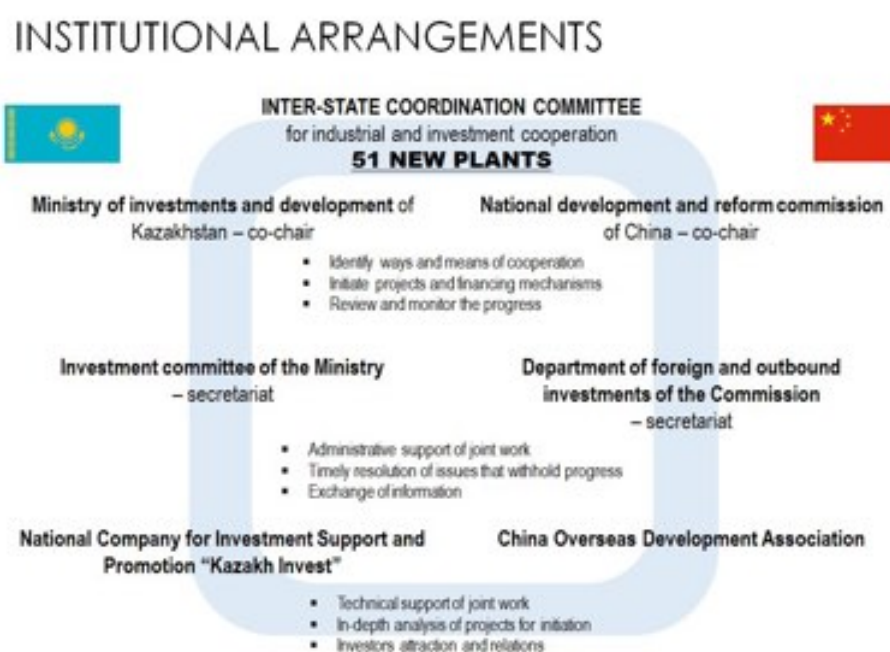 INSTITUTIONAL ARRANGEMENTS
INTER-STATE COORDINATION COMMITTEE
for industrial and investment cooperation
51 NEW PLANTS
Ministry of investments and development of
Kazakhstan – co-chair
National development and reform commission
of China – co-chair
▪ Identify ways and means of cooperation
▪ Initiate projects and financing mechanisms
▪ Review and monitor the progress
Investment committee of the Ministry
– secretariat
Department of foreign and outbound
investments of the Commission
– secretariat
▪ Administrative support of joint work
▪ Timely resolution of issues that withhold progress
▪ Exchange of information
National Company for Investment Support and
Promotion “Kazakh Invest”
China Overseas Development Association
▪ Technical support of joint work
▪ In-depth analysis of projects for initiation
▪ Investors attraction and relations